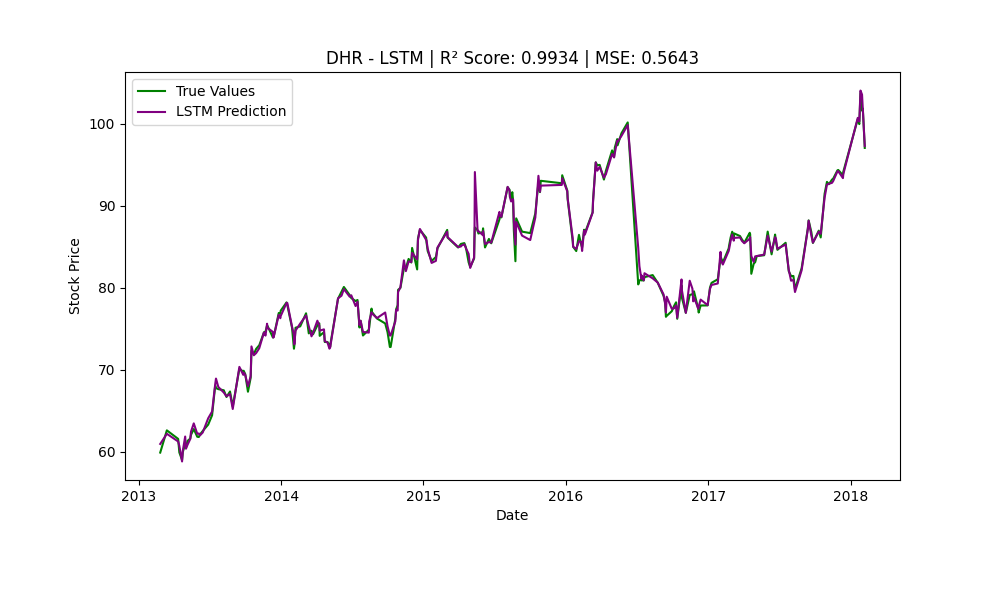 DHR - LSTM | R² Score: 0.9934 | MSE: 0.5643
True Values
LSTM Prediction
Stock Price
100
90
80
70
60
2013 2014 2015 2016 2017 2018
Date